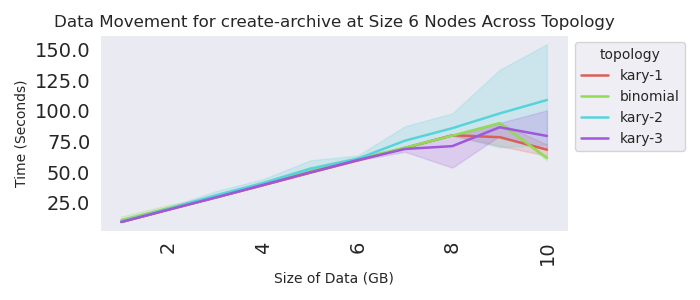 Data Movement for create-archive at Size 6 Nodes Across Topology
150.0
125.0
100.0
75.0
50.0
25.0
Time (Seconds)
2
4
6
8
10
Size of Data (GB)
topology
kary-1
binomial
kary-2
kary-3